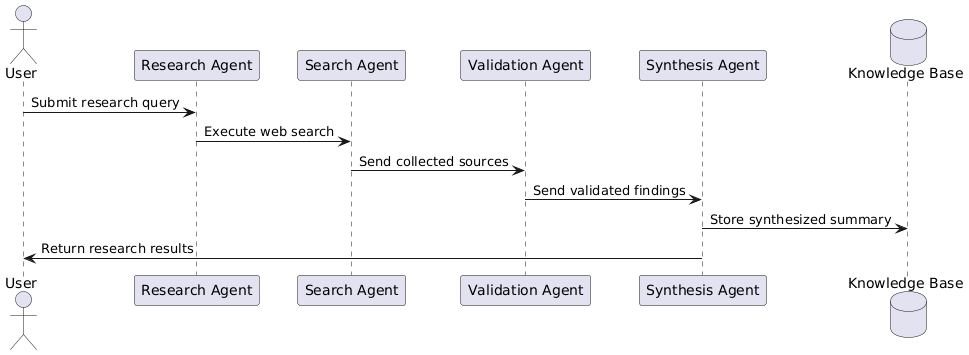 User
Research Agent
Search Agent
Validation Agent
Synthesis Agent
Knowledge Base
Submit research query
Execute web search
Send collected sources
Send validated findings
Store synthesized summary
Return research results
User
Research Agent
Search Agent
Validation Agent
Synthesis Agent
Knowledge Base